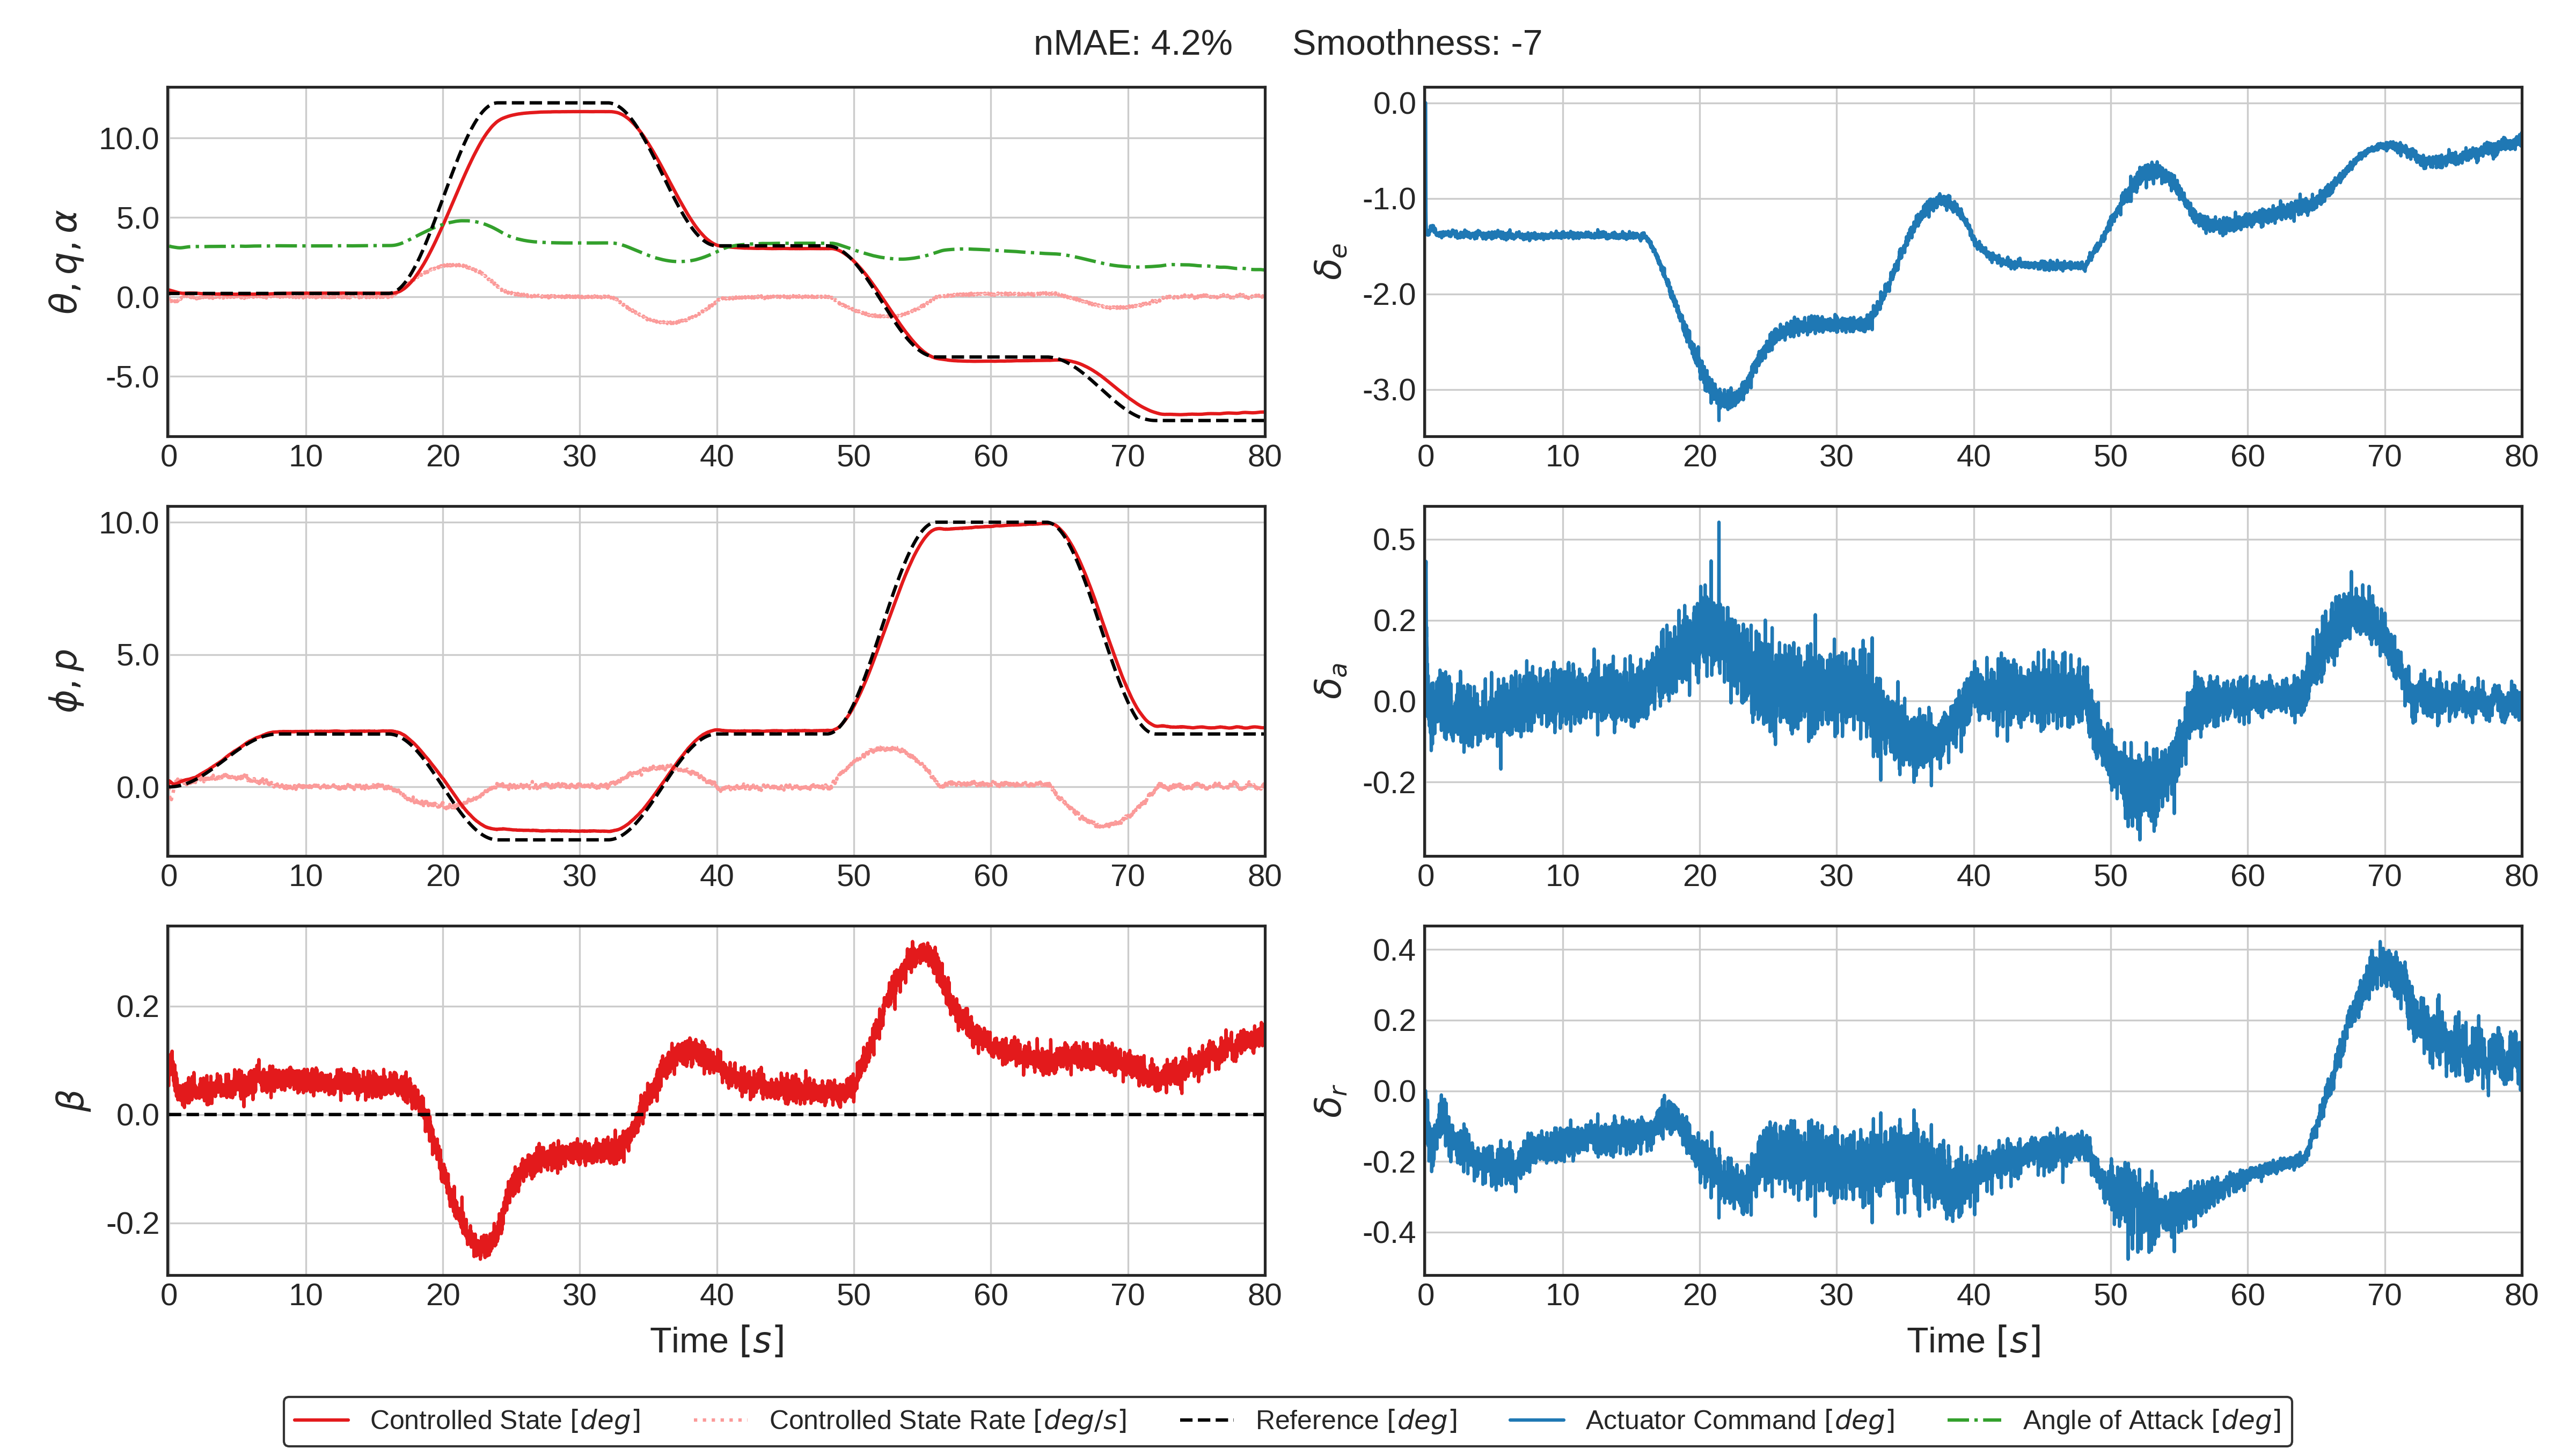 nMAE: 4.2% Smoothness: -7
θ, q, α
10.0
5.0
0.0
-5.0
0 10 20 30 40 50 60 70 80
δe
0.0
-1.0
-2.0
-3.0
0 10 20 30 40 50 60 70 80
ϕ, p
10.0
5.0
0.0
0 10 20 30 40 50 60 70 80
δa
0.5
0.2
0.0
-0.2
0 10 20 30 40 50 60 70 80
β
0.2
0.0
-0.2
0 10 20 30 40 50 60 70 80
Time [s]
δr
0.4
0.2
0.0
-0.2
-0.4
0 10 20 30 40 50 60 70 80
Time [s]
Controlled State [deg] Controlled State Rate [deg/s] Reference [deg] Actuator Command [deg] Angle of Attack [deg]